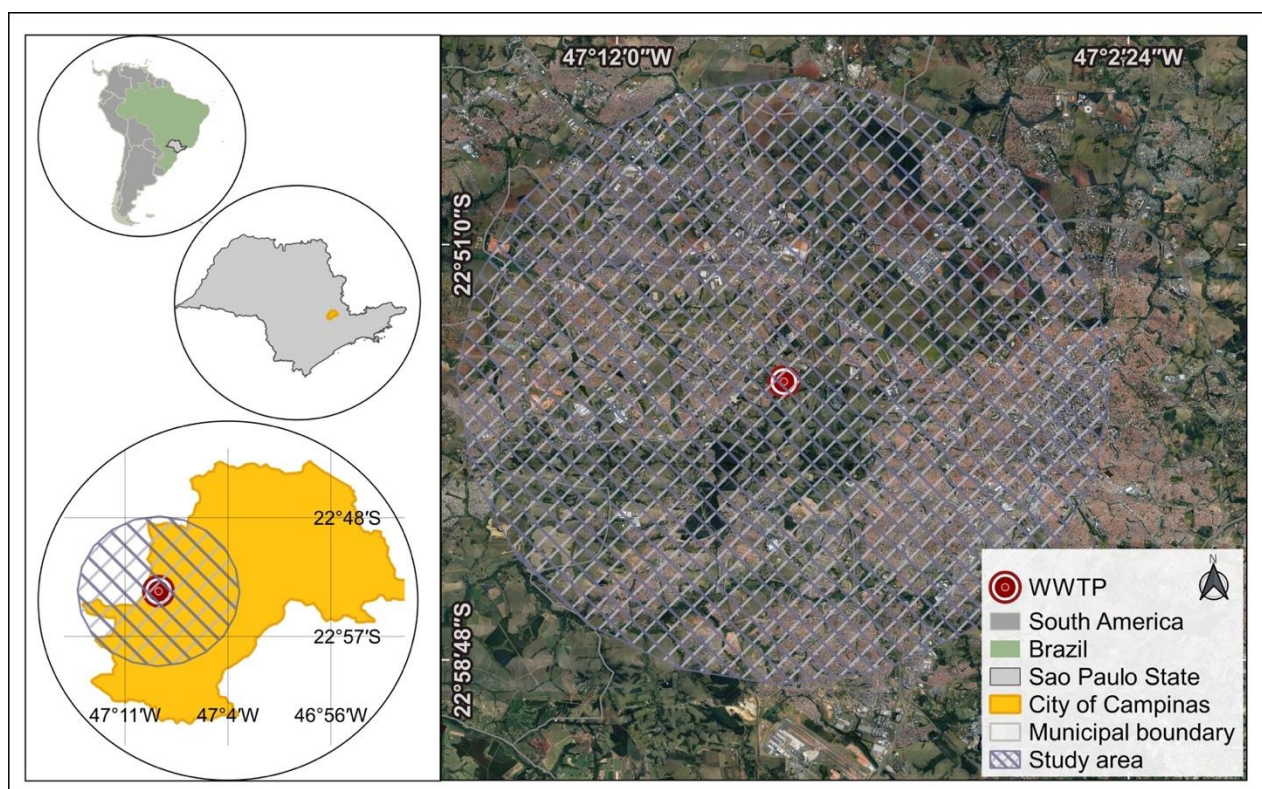 47°12′0″W
47°2′24″W
22°51′0″S
22°58′48″S
22°48′S
22°57′S
47°11′W
47°4′W
46°56′W
N
WWTP
South America
Brazil
Sao Paulo State
City of Campinas
Municipal boundary
Study area